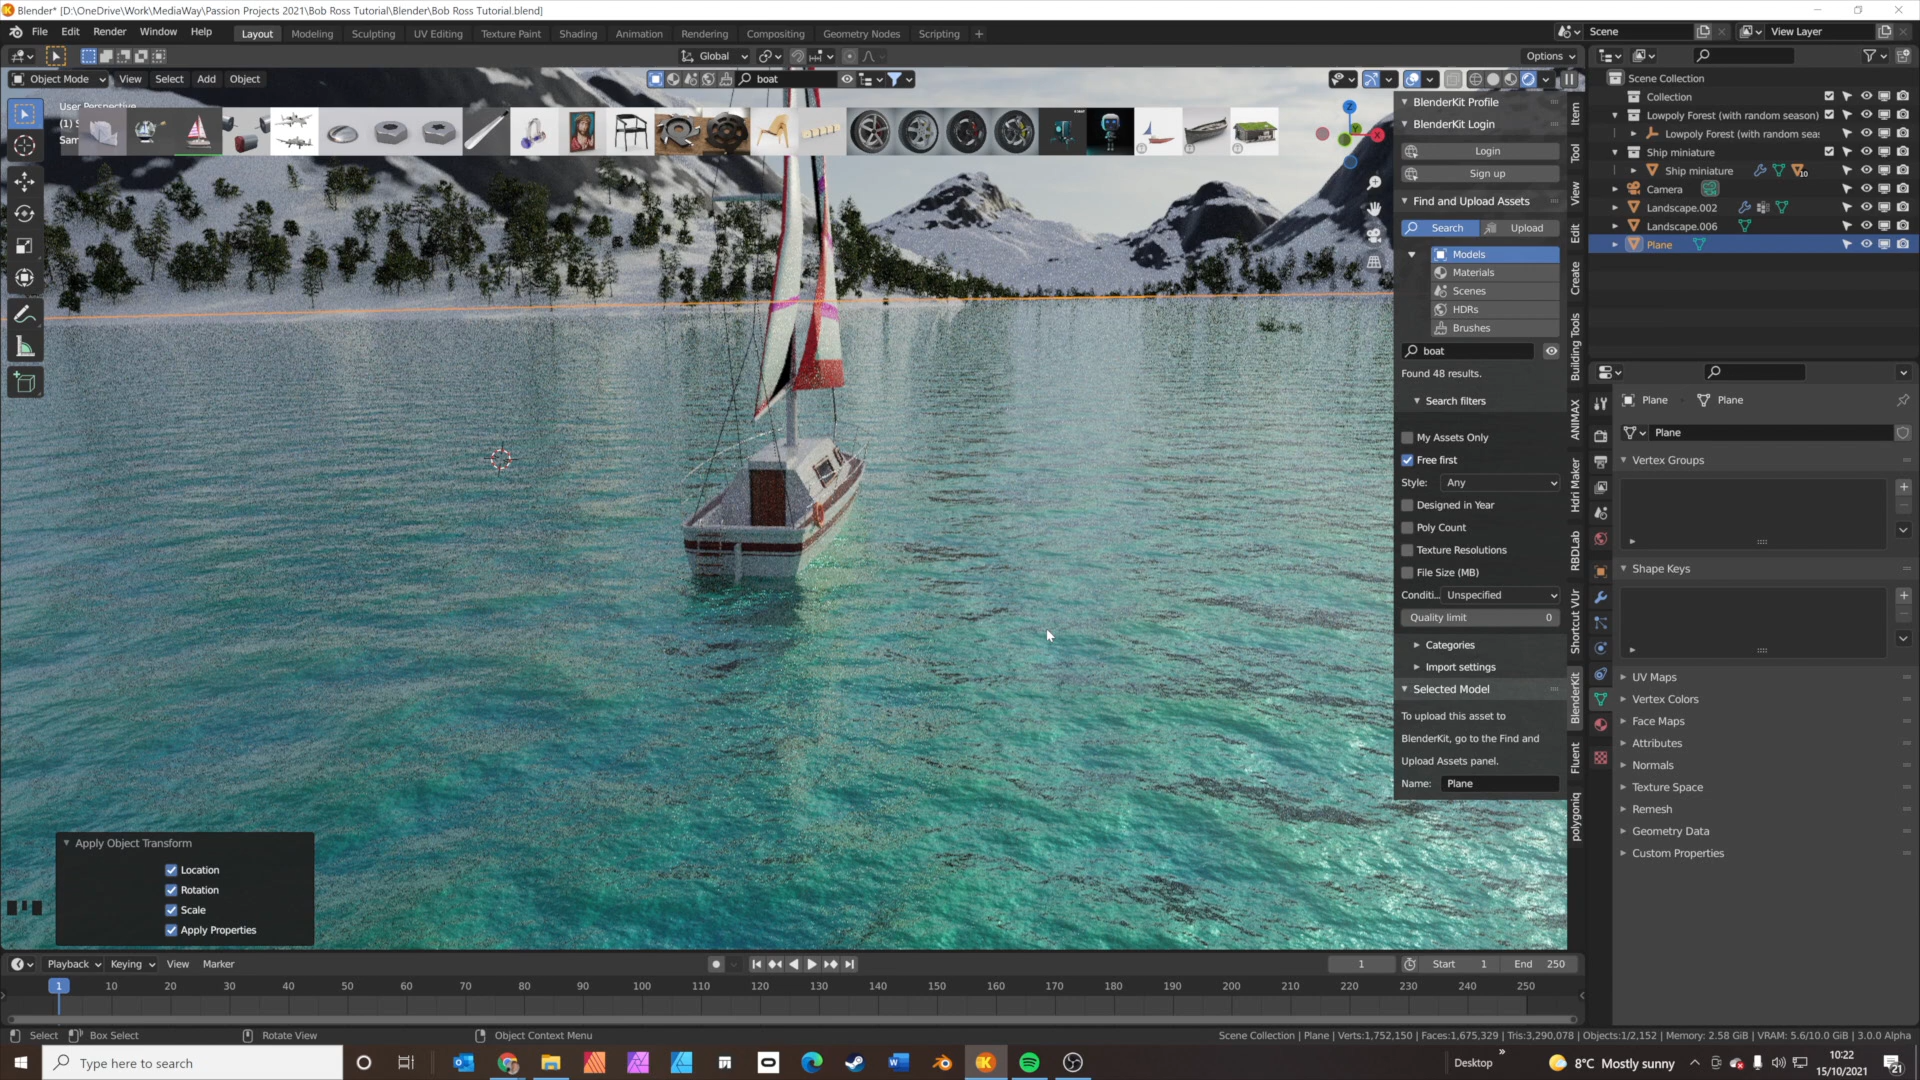 Blender* [D:\OneDrive\Work\MediaWay\Passion Projects 2021\Bob Ross Tutorial\Blender\Bob Ross Tutorial.blend]
File Edit Render Window Help Layout Modeling Sculpting UV Editing Texture Paint Shading Animation Rendering Compositing Geometry Nodes Scripting + Scene View Layer
Global Options
Object Mode View Select Add Object boat
User Perspective
(1) S
Sam
BlenderKit Profile
BlenderKit Login
Login
Sign up
Find and Upload Assets
Search Upload
Models
Materials
Scenes
HDRs
Brushes
boat
Found 48 results.
Search filters
My Assets Only
Free first
Style: Any
Designed in Year
Poly Count
Texture Resolutions
File Size (MB)
Conditi... Unspecified
Quality limit 0
Categories
Import settings
Selected Model
To upload this asset to
BlenderKit, go to the Find and
Upload Assets panel.
Name: Plane
Item
Tool
View
Edit
Create
Building Tools
ANIMAX
Hdri Maker
RBDLab
Shortcut VUr
BlenderKit
Fluent
polygoniq
Scene Collection
Collection
Lowpoly Forest (with random season)
Lowpoly Forest (with random seas
Ship miniature
Ship miniature 10
Camera
Landscape.002
Landscape.006
Plane
Plane Plane
Plane
Vertex Groups
Shape Keys
UV Maps
Vertex Colors
Face Maps
Attributes
Normals
Texture Space
Remesh
Geometry Data
Custom Properties
Apply Object Transform
Location
Rotation
Scale
Apply Properties
Playback Keying View Marker 1 Start 1 End 250
1 10 20 30 40 50 60 70 80 90 100 110 120 130 140 150 160 170 180 190 200 210 220 230 240 250
Select Box Select Rotate View Object Context Menu Scene Collection | Plane | Verts:1,752,150 | Faces:1,675,329 | Tris:3,290,078 | Objects:1/2,152 | Memory: 2.58 GiB | VRAM: 5.6/10.0 GiB | 3.0.0 Alpha
Type here to search Desktop 8°C Mostly sunny 10:22
15/10/2021 21